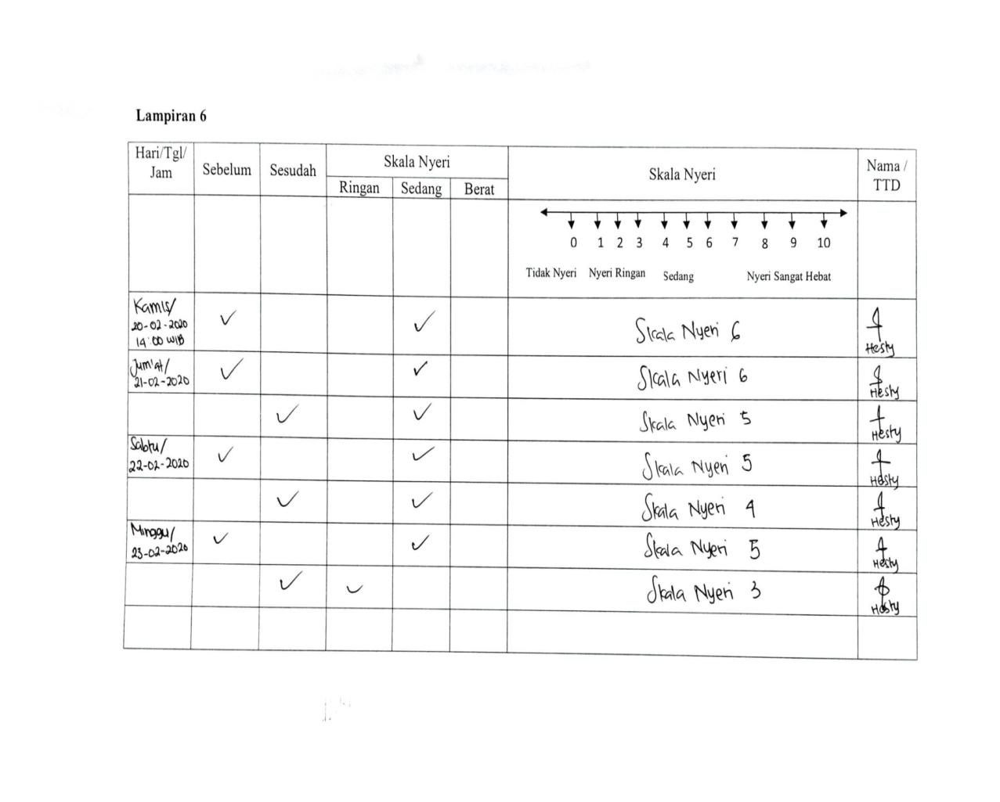 Lampiran 6
Hari/Tgl/
Jam
Sebelum
Sesudah
Skala Nyeri
Ringan
Sedang
Berat
Skala Nyeri
Nama /
TTD
0 1 2 3 4 5 6 7 8 9 10
Tidak Nyeri Nyeri Ringan Sedang Nyeri Sangat Hebat
Kamis/
20-02-2020
14:00 WIB
Skala Nyeri 6
Hesty
Jum'at/
21-02-2020
Skala Nyeri 6
Hesty
Skala Nyeri 5
Hesty
Sabtu/
22-02-2020
Skala Nyeri 5
Hesty
Skala Nyeri 4
Hesty
Minggu/
23-02-2020
Skala Nyeri 5
Hesty
Skala Nyeri 3
Hesty